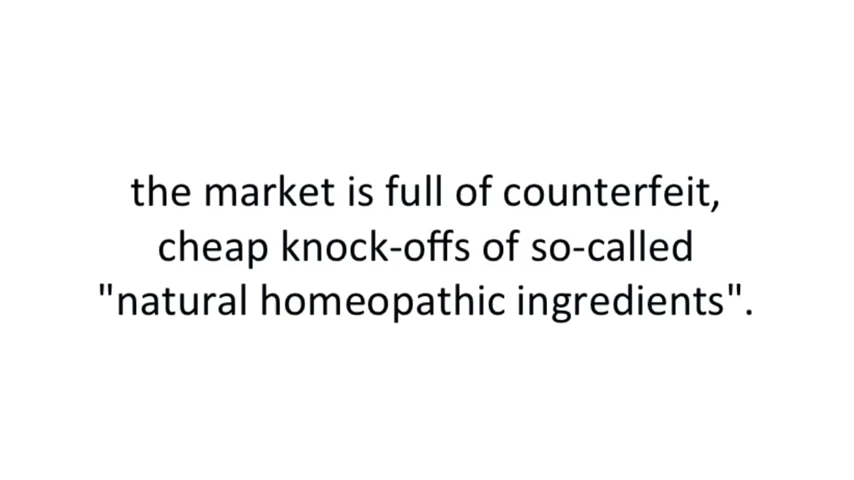 the market is full of counterfeit,
cheap knock-offs of so-called
"natural homeopathic ingredients".